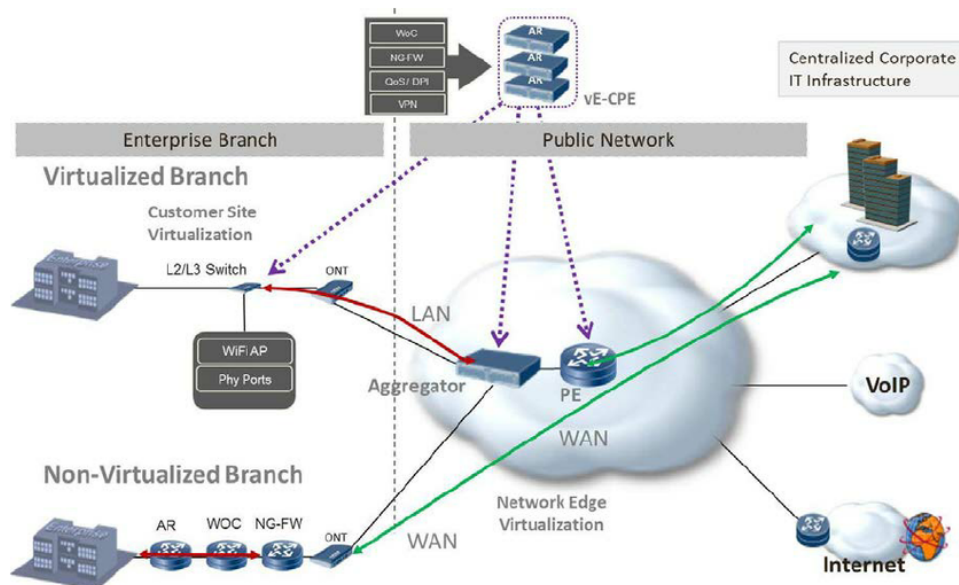 WoC
NG-FW
QoS/ DPI
VPN
AR
AR
AR
vE-CPE
Centralized Corporate
IT Infrastructure
Enterprise Branch
Public Network
Virtualized Branch
Customer Site
Virtualization
Enterprise
L2/L3 Switch
ONT
LAN
WiFi AP
Phy Ports
Aggregator
PE
VoIP
WAN
Non-Virtualized Branch
Network Edge
Virtualization
Enterprise
AR
WOC
NG-FW
ONT
WAN
Internet